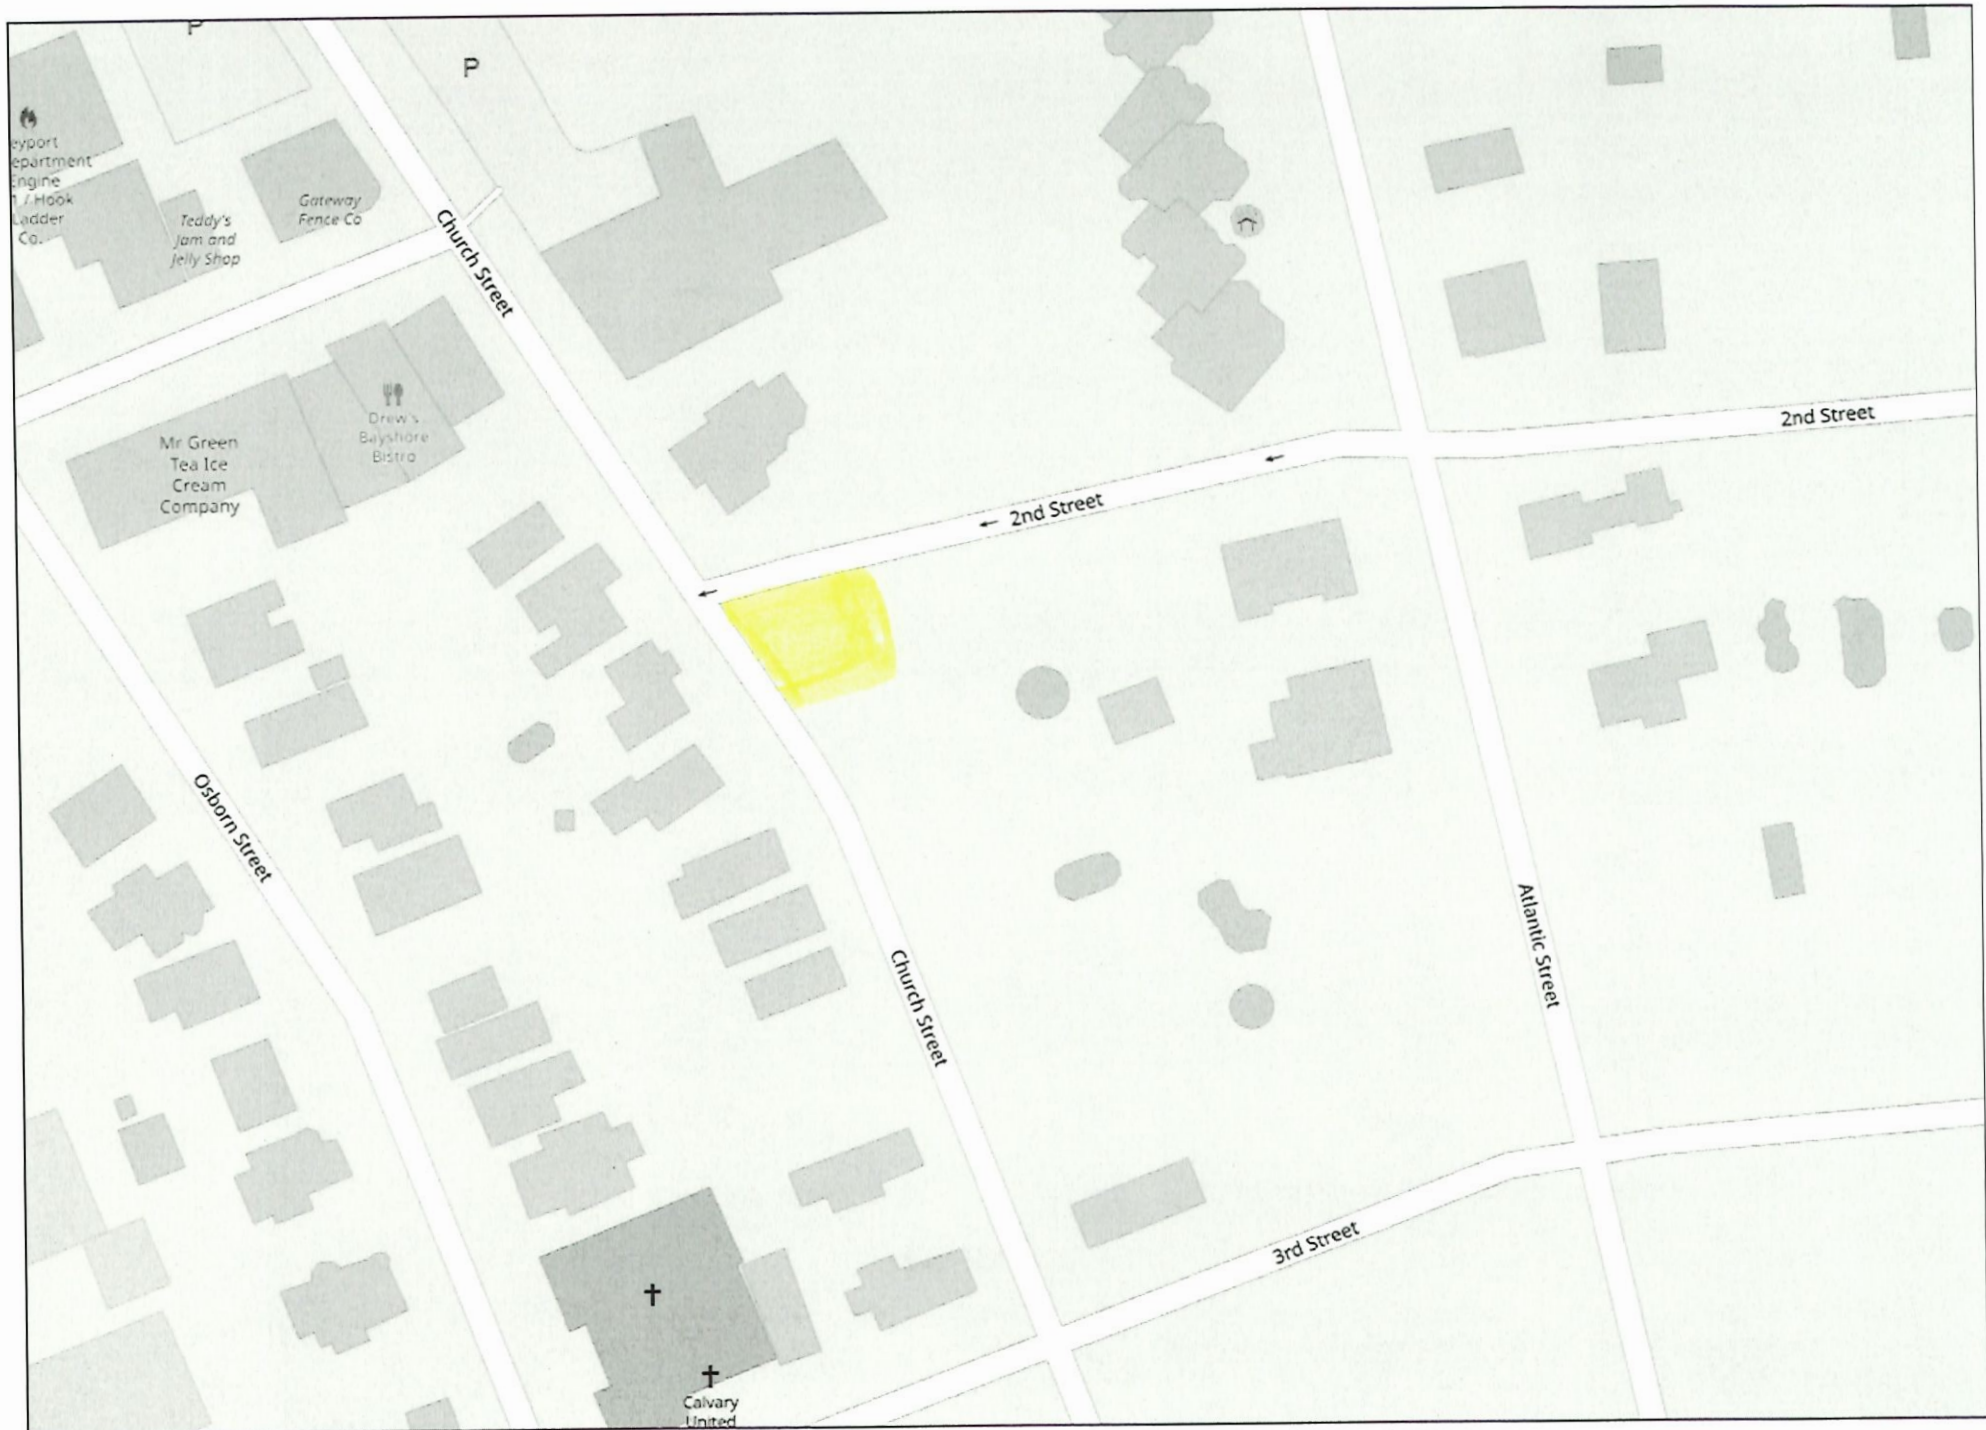 P
P
eyport
epartment
Engine
1 / Hook
Ladder
Co.
Teddy's
Jam and
Jelly Shop
Gateway
Fence Co
Church Street
Mr Green
Tea Ice
Cream
Company
Drew's
Bayshore
Bistro
2nd Street
← 2nd Street
←
←
Osborn Street
Church Street
Atlantic Street
3rd Street
Calvary
United